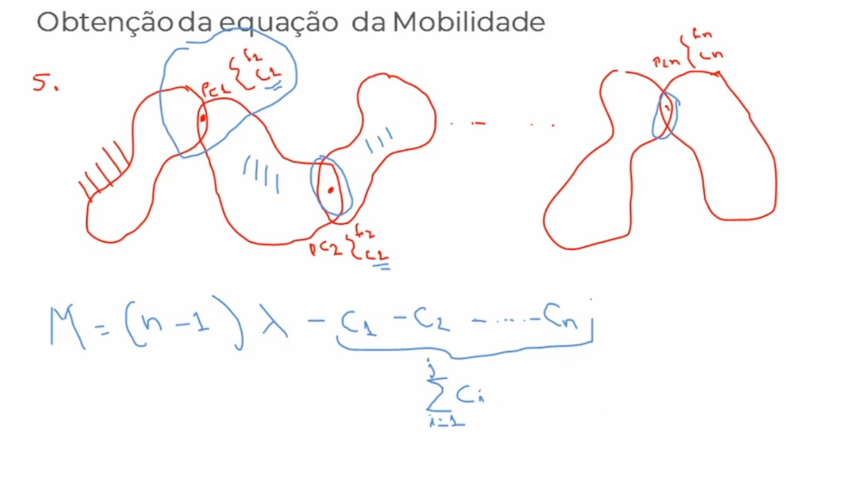 Obtenção da equação da Mobilidade
5.
PC1 { f2 C1
PC2 { f2 C2
PCn { fn Cn
M = (n - 1) λ - C1 - C2 - ..... - Cn
j
∑ Ci
i=1